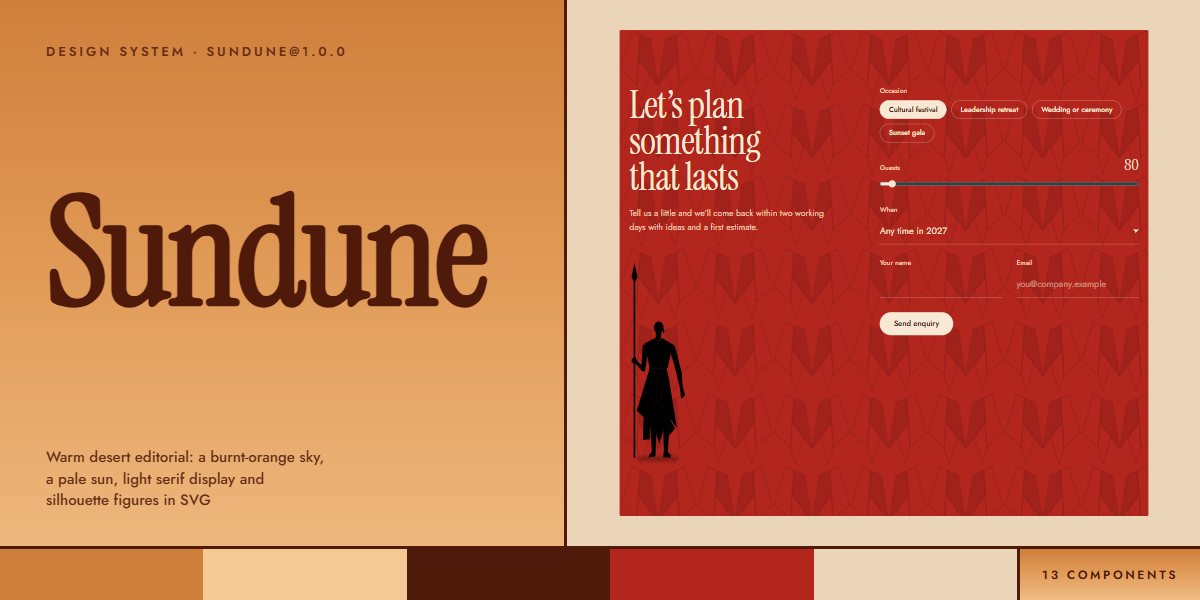 DESIGN SYSTEM · SUNDUNE@1.0.0
Sundune
Warm desert editorial: a burnt-orange sky,
a pale sun, light serif display and
silhouette figures in SVG
Let’s plan
something
that lasts
Tell us a little and we’ll come back within two working
days with ideas and a first estimate.
Occasion
Cultural festival
Leadership retreat
Wedding or ceremony
Sunset gala
Guests
80
When
Any time in 2027
Your name
Email
you@company.example
Send enquiry
13 COMPONENTS